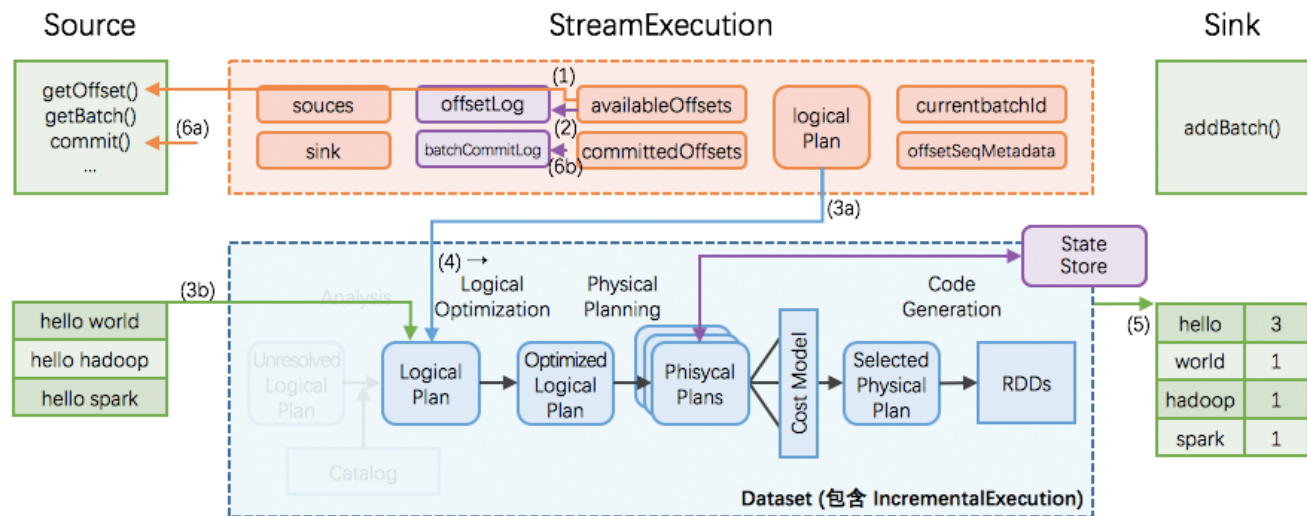 Source
StreamExecution
Sink
getOffset()
getBatch()
commit()
...
(6a)
(1)
souces
offsetLog
availableOffsets
(2)
sink
batchCommitLog
(6b)
committedOffsets
logical
Plan
currentbatchId
offsetSeqMetadata
addBatch()
(3a)
(3b)
(4) →
Analysis
Logical
Optimization
Physical
Planning
Code
Generation
State
Store
(5)
hello world
hello hadoop
hello spark
Unresolved
Logical
Plan
Catalog
Logical
Plan
Optimized
Logical
Plan
Phisycal
Plans
Cost Model
Selected
Physical
Plan
RDDs
hello 3
world 1
hadoop 1
spark 1
Dataset (包含 IncrementalExecution)